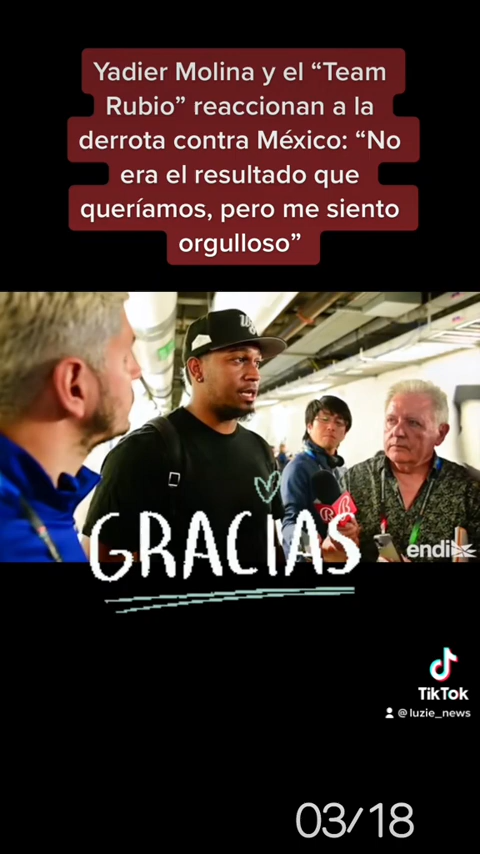 Yadier Molina y el “Team
Rubio” reaccionan a la
derrota contra México: “No
era el resultado que
queríamos, pero me siento
orgulloso”
GRACIAS
endi
TikTok
@luzie_news
03/18